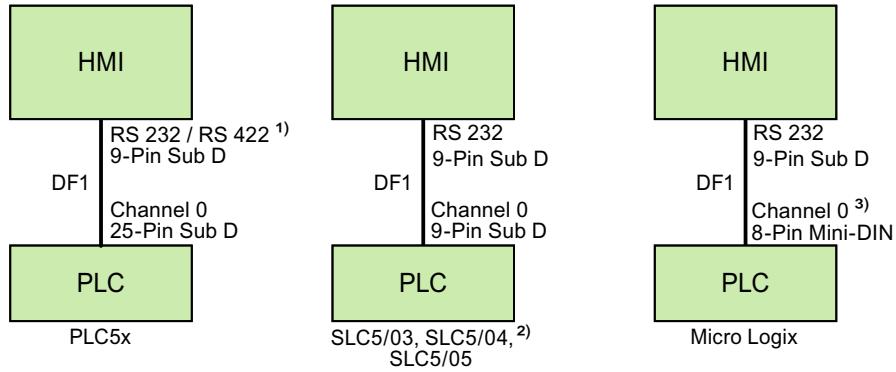 HMI
RS 232 / RS 422 1)
9-Pin Sub D
DF1
Channel 0
25-Pin Sub D
PLC
PLC5x
HMI
RS 232
9-Pin Sub D
DF1
Channel 0
9-Pin Sub D
PLC
SLC5/03, SLC5/04, 2)
SLC5/05
HMI
RS 232
9-Pin Sub D
DF1
Channel 0 3)
8-Pin Mini-DIN
PLC
Micro Logix